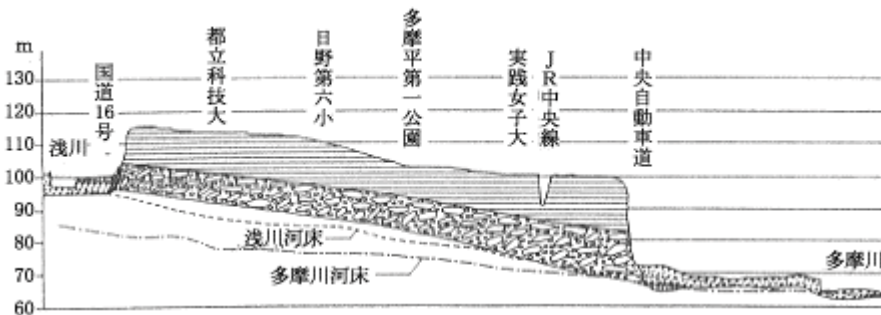 m
130
120
110
100
90
80
70
60
浅川
国道16号
都立科技大
日野第六小
多摩平第一公園
実践女子大
JR中央線
中央自動車道
浅川河床
多摩川河床
多摩川